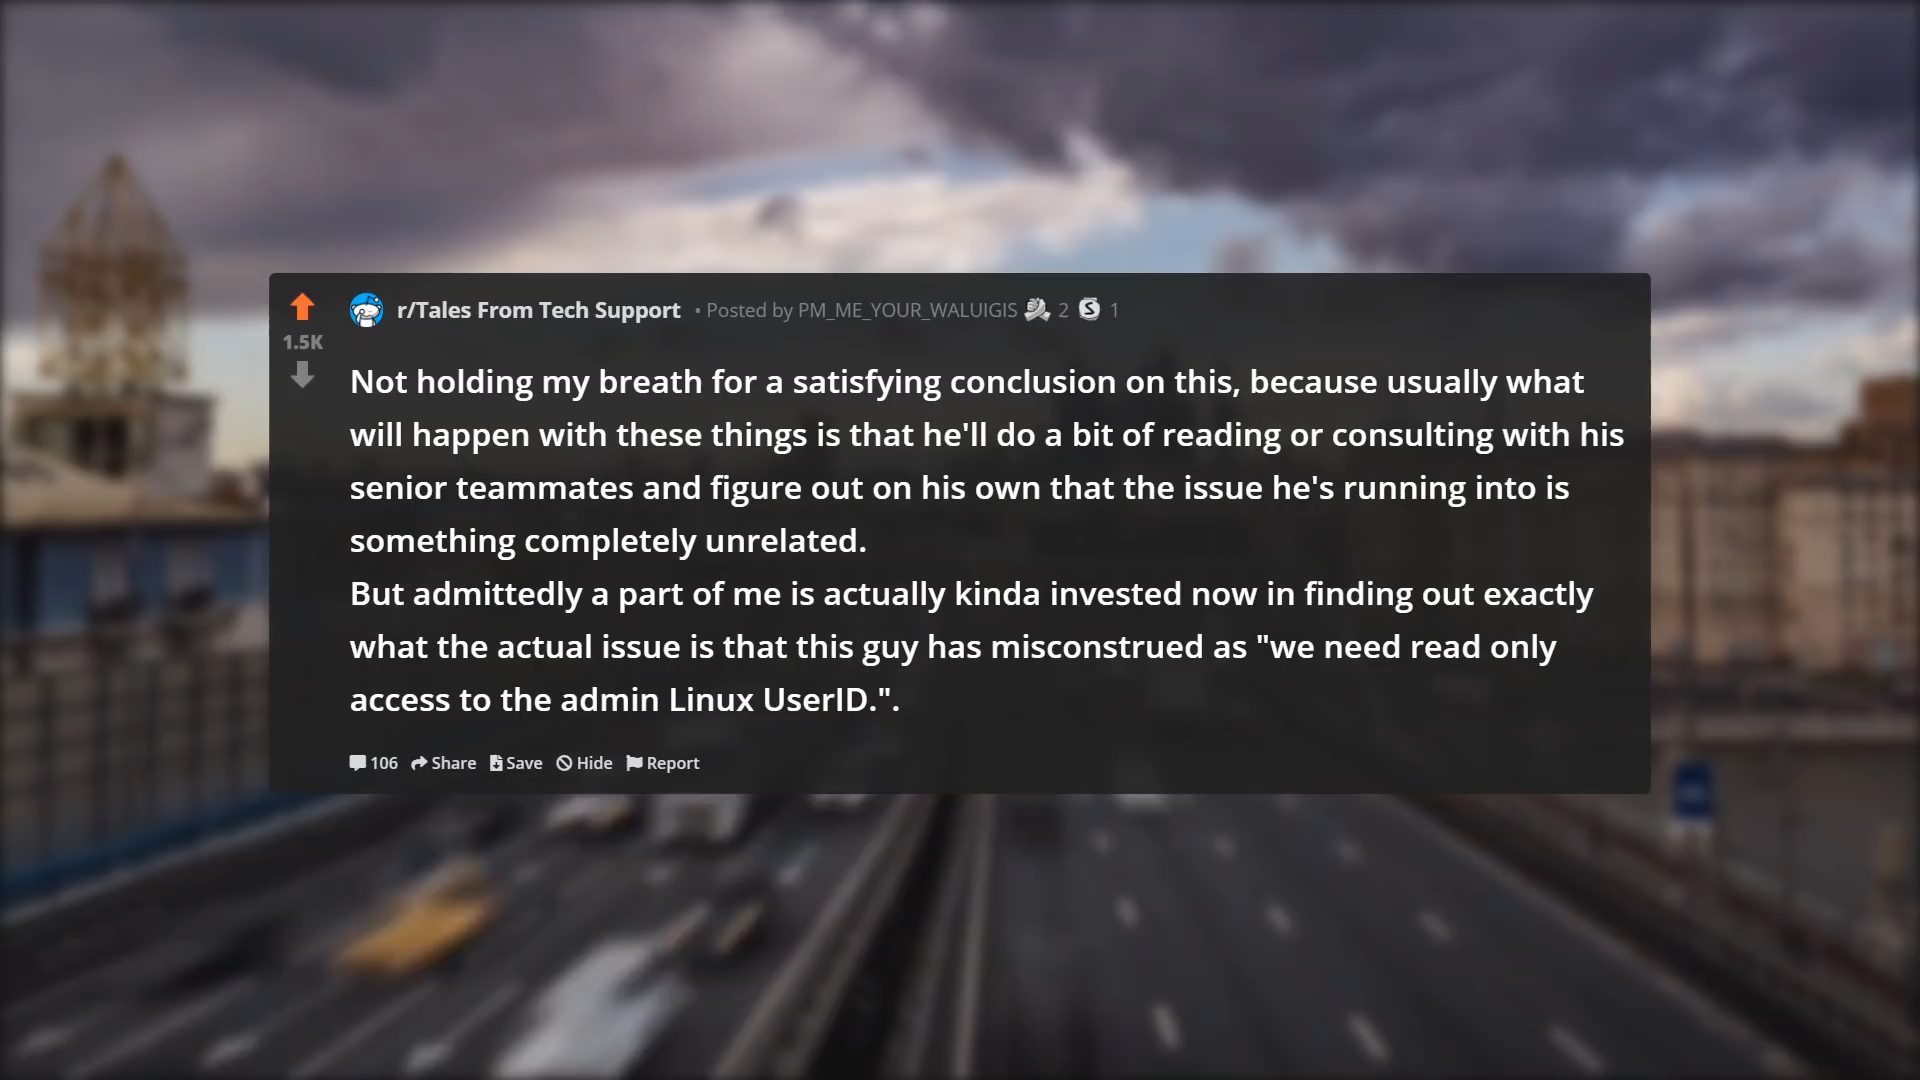 r/Tales From Tech Support • Posted by PM_ME_YOUR_WALUIGIS 2 S 1
1.5K
Not holding my breath for a satisfying conclusion on this, because usually what
will happen with these things is that he'll do a bit of reading or consulting with his
senior teammates and figure out on his own that the issue he's running into is
something completely unrelated.
But admittedly a part of me is actually kinda invested now in finding out exactly
what the actual issue is that this guy has misconstrued as "we need read only
access to the admin Linux UserID.".
106 Share Save Hide Report